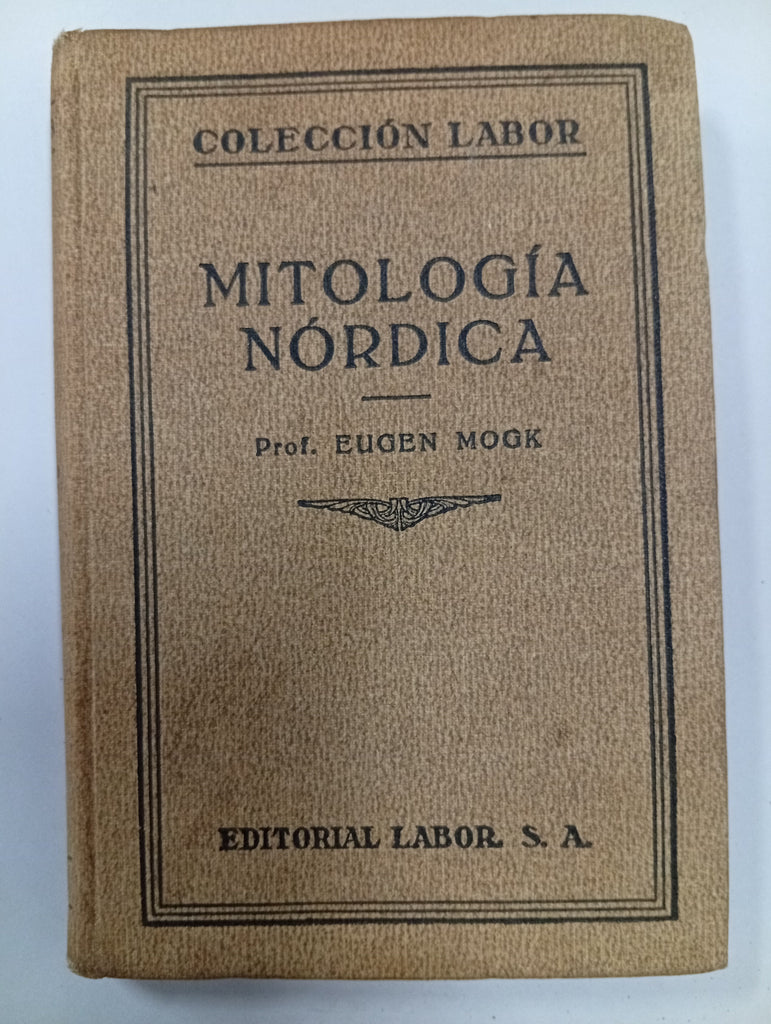 COLECCIÓN LABOR
MITOLOGÍA
NÓRDICA
Prof. EUGEN MOGK
EDITORIAL LABOR. S. A.